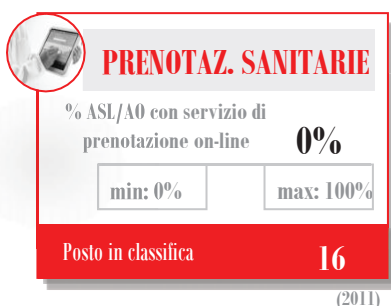 PRENOTAZ. SANITARIE
% ASL/AO con servizio di
prenotazione on-line 0%
min: 0% max: 100%
Posto in classifica 16
(2011)